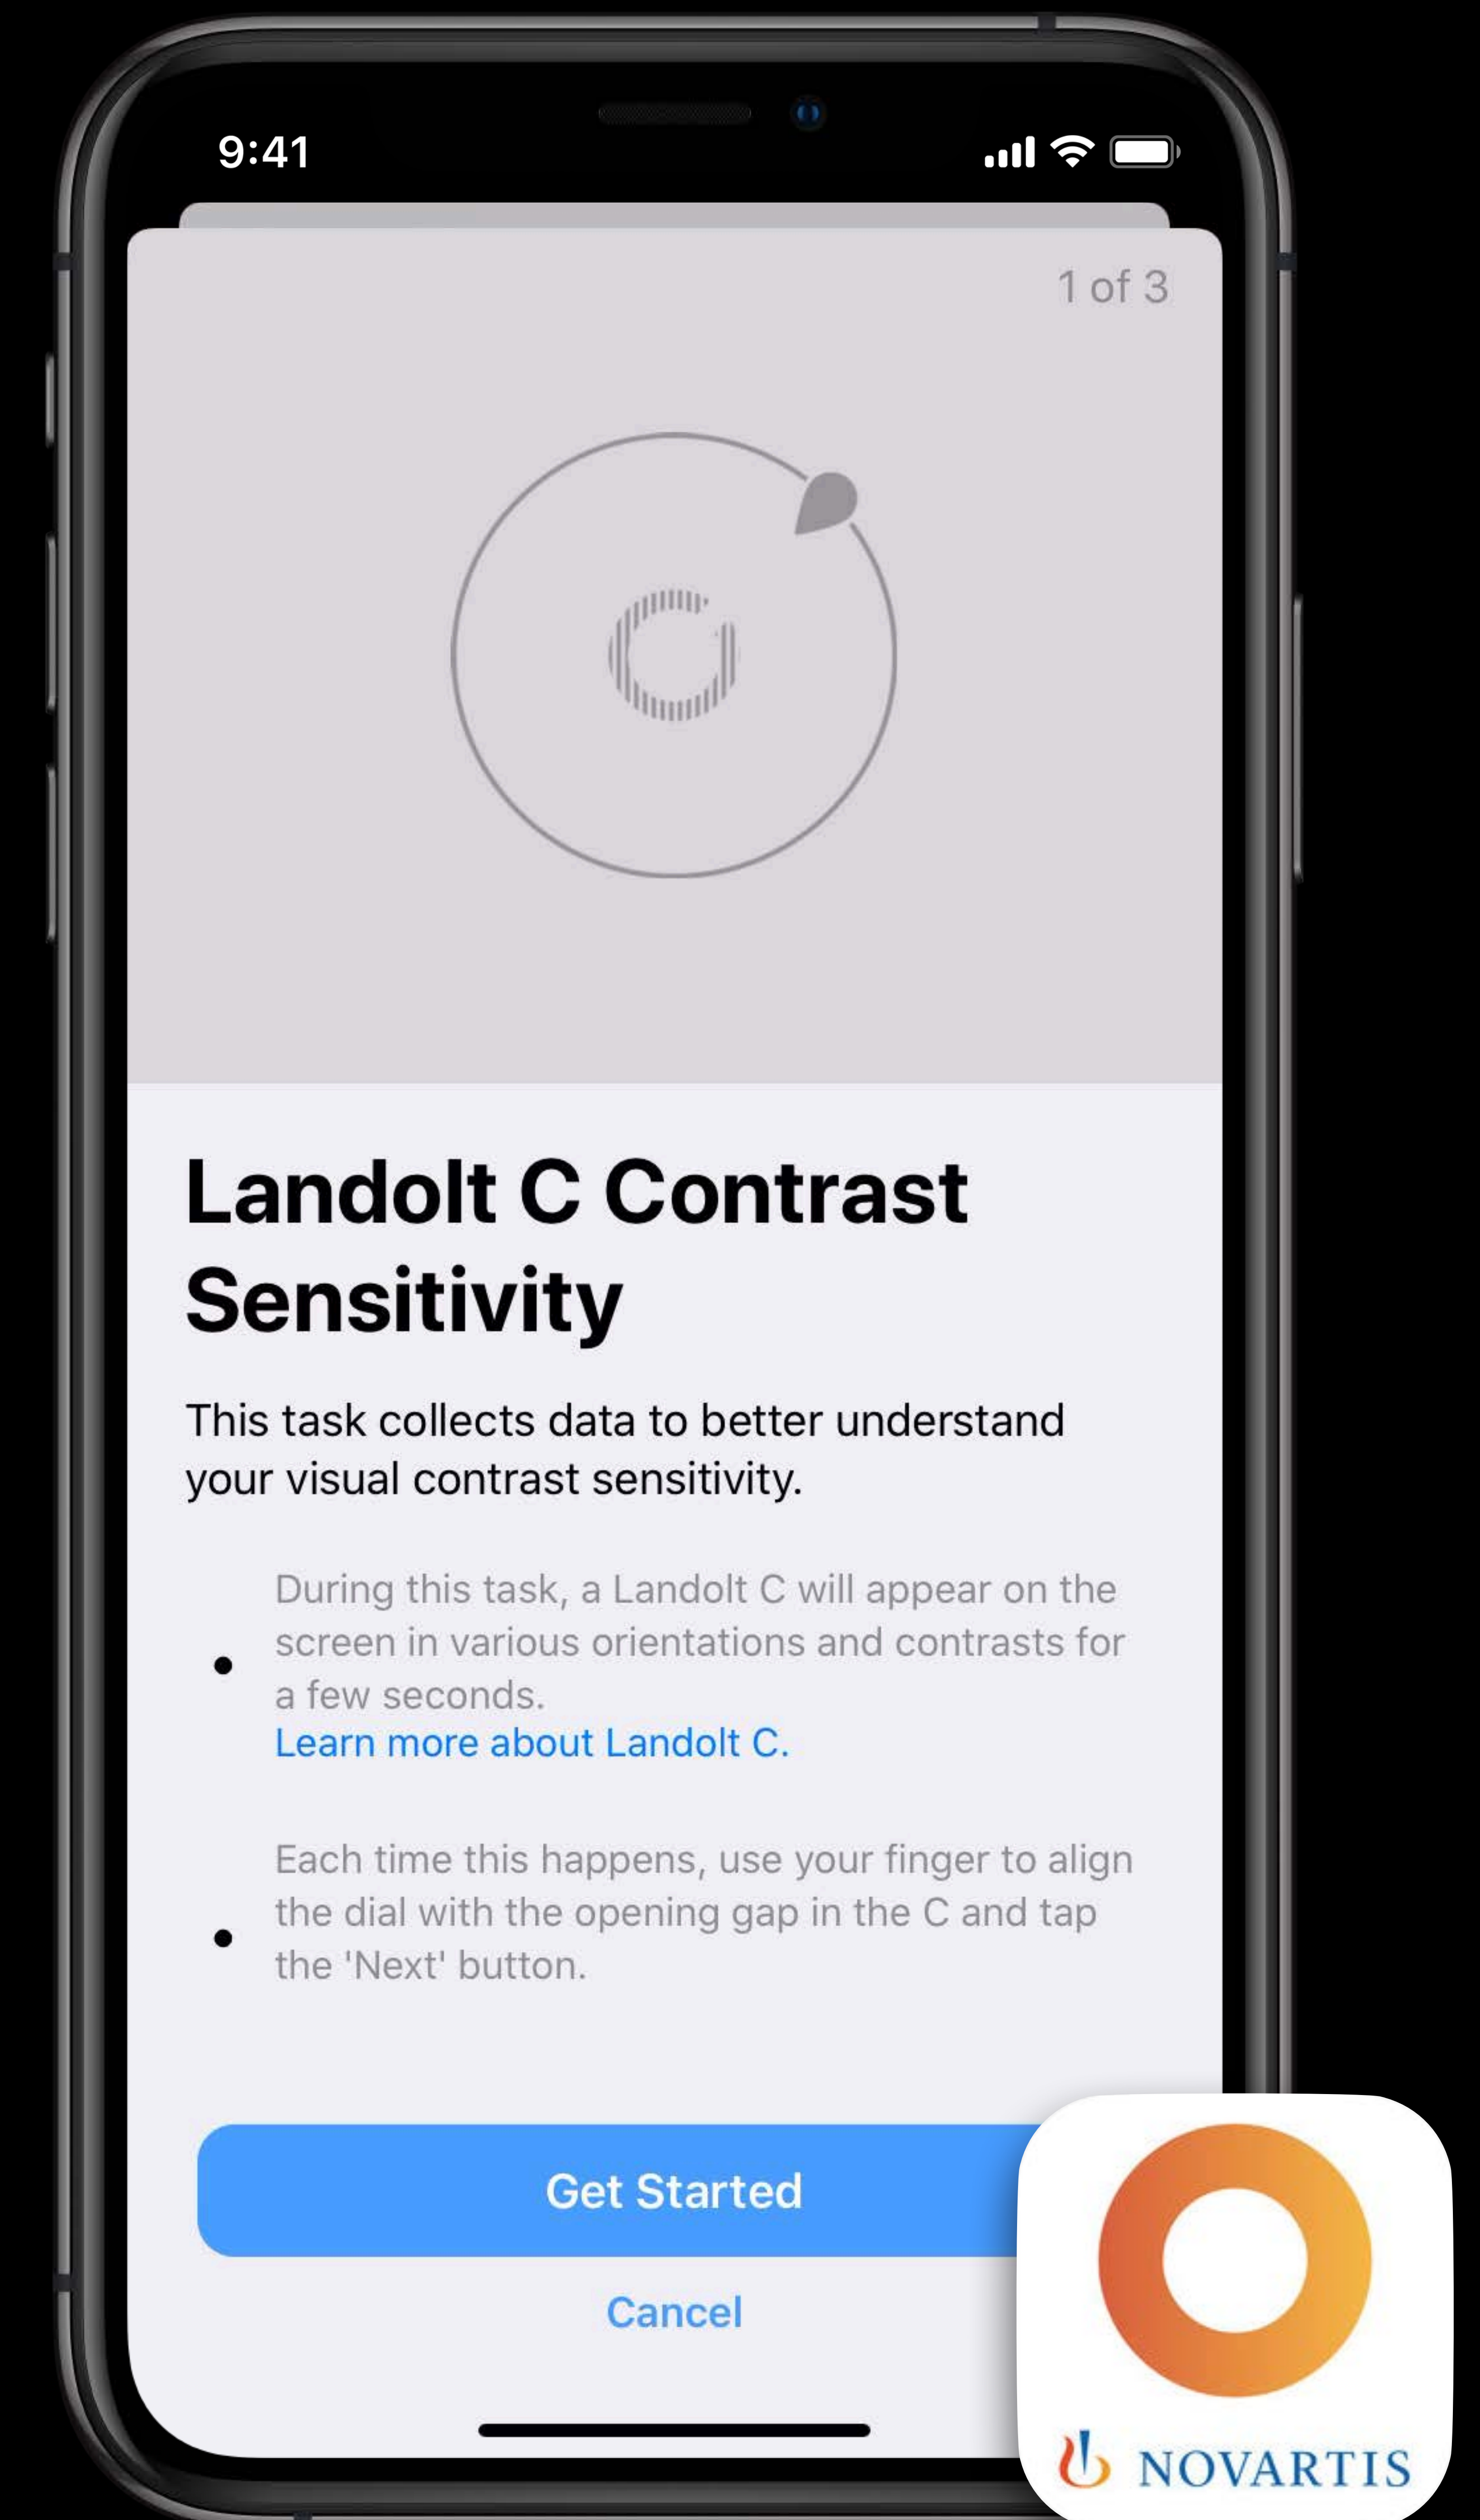 9:41
1 of 3
Landolt C Contrast
Sensitivity
This task collects data to better understand
your visual contrast sensitivity.
During this task, a Landolt C will appear on the
screen in various orientations and contrasts for
a few seconds.
Learn more about Landolt C.
Each time this happens, use your finger to align
the dial with the opening gap in the C and tap
the 'Next' button.
Get Started
Cancel
NOVARTIS